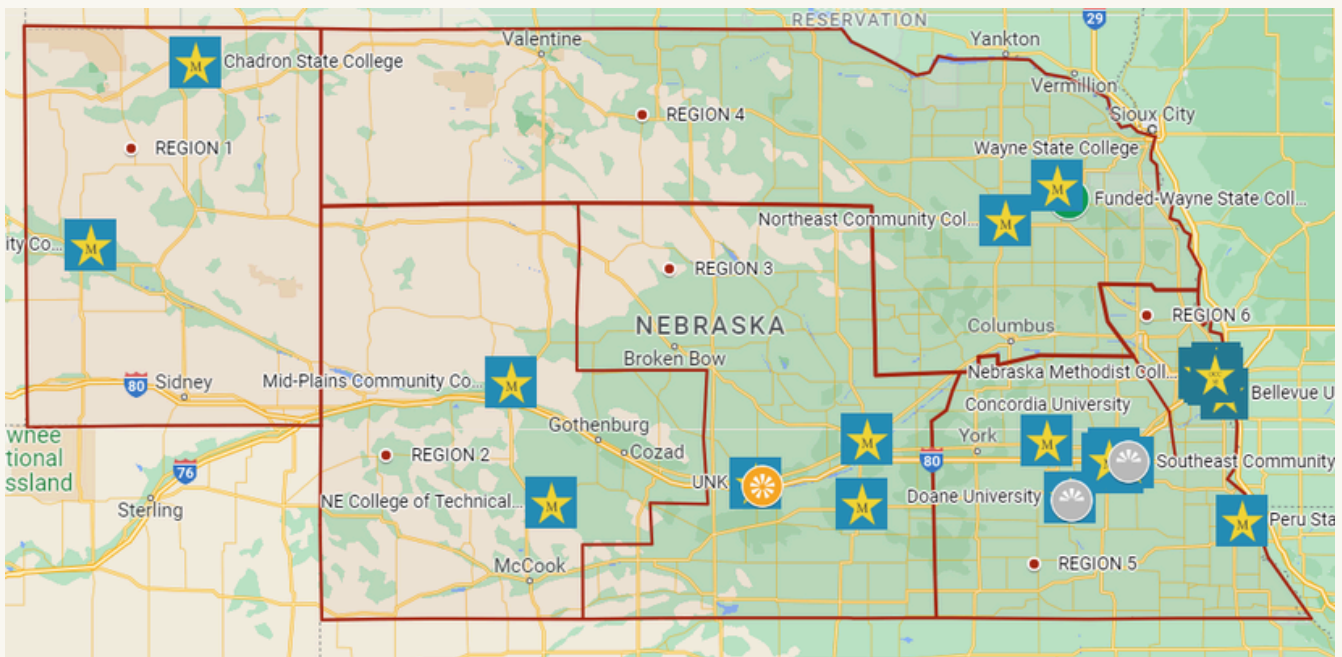 RESERVATION
29
Valentine
Yankton
Chadron State College
Vermillion
REGION 4
Sioux City
REGION 1
Wayne State College
Funded-Wayne State Coll...
Northeast Community Col...
ity Co...
REGION 3
REGION 6
NEBRASKA
Columbus
Broken Bow
Nebraska Methodist Coll...
80
Sidney
Mid-Plains Community Co...
Bellevue U
Concordia University
Gothenburg
wnee
tional
ssland
York
Cozad
REGION 2
80
Southeast Community
76
UNK
NE College of Technical...
Doane University
Sterling
Peru Sta
McCook
REGION 5
M
M
M
M
M
M
M
M
M
M
M